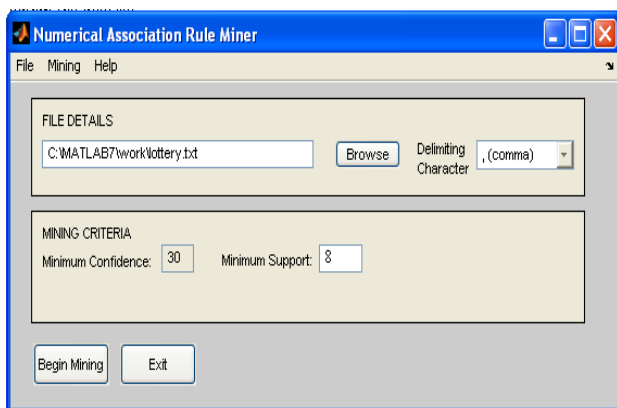 Numerical Association Rule Miner
File Mining Help
FILE DETAILS
C:\MATLAB7\work\lottery.txt Browse Delimiting Character , (comma)
MINING CRITERIA
Minimum Confidence: 30 Minimum Support: 8
Begin Mining Exit